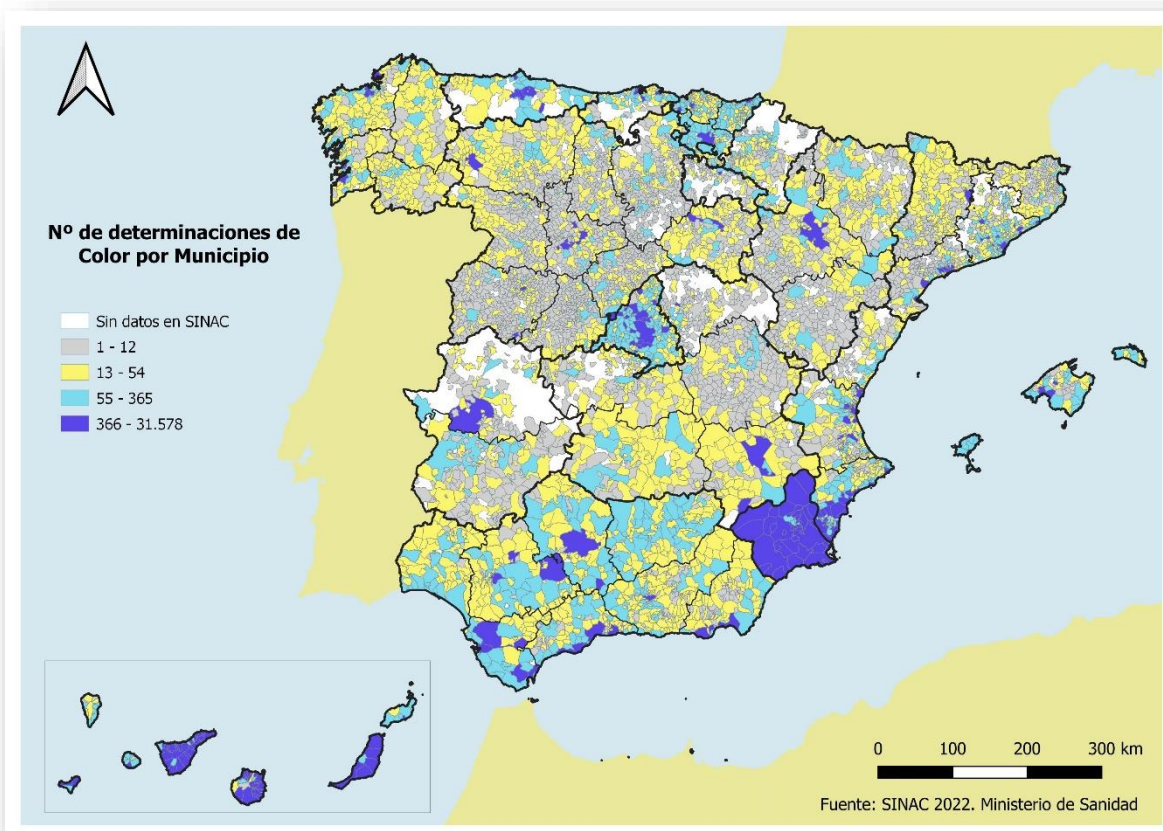 Nº de determinaciones de
Color por Municipio
Sin datos en SINAC
1 - 12
13 - 54
55 - 365
366 - 31.578
0 100 200 300 km
Fuente: SINAC 2022. Ministerio de Sanidad